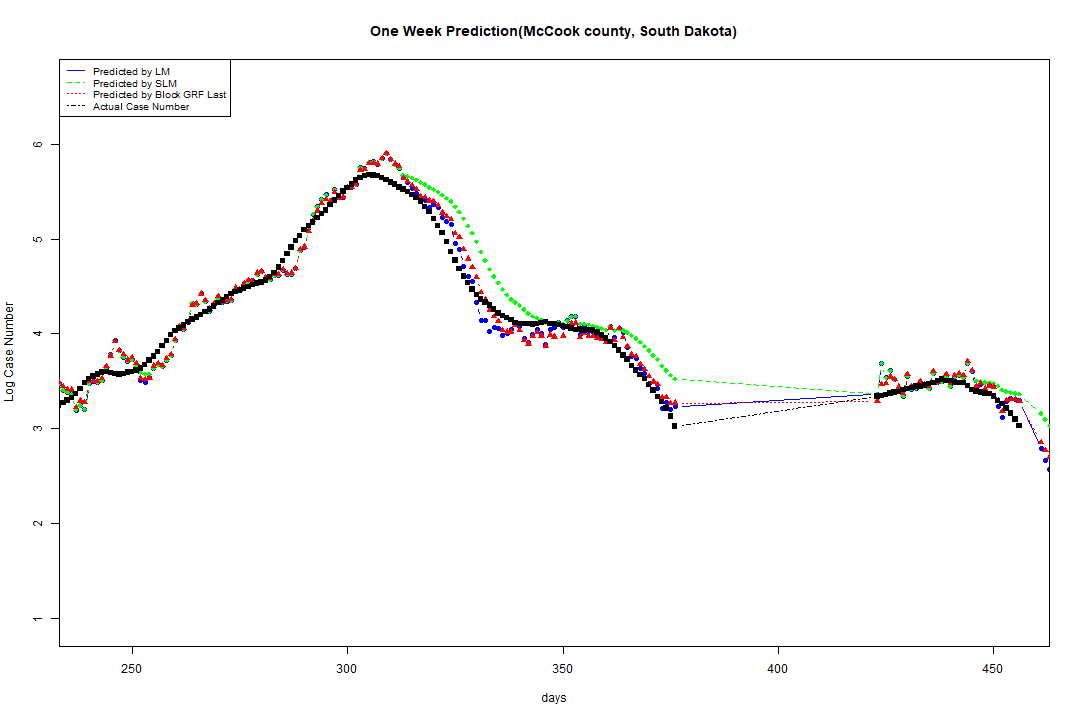 One Week Prediction(McCook county, South Dakota)
Predicted by LM
Predicted by SLM
Predicted by Block GRF Last
Actual Case Number
Log Case Number
6
5
4
3
2
1
250 300 350 400 450
days